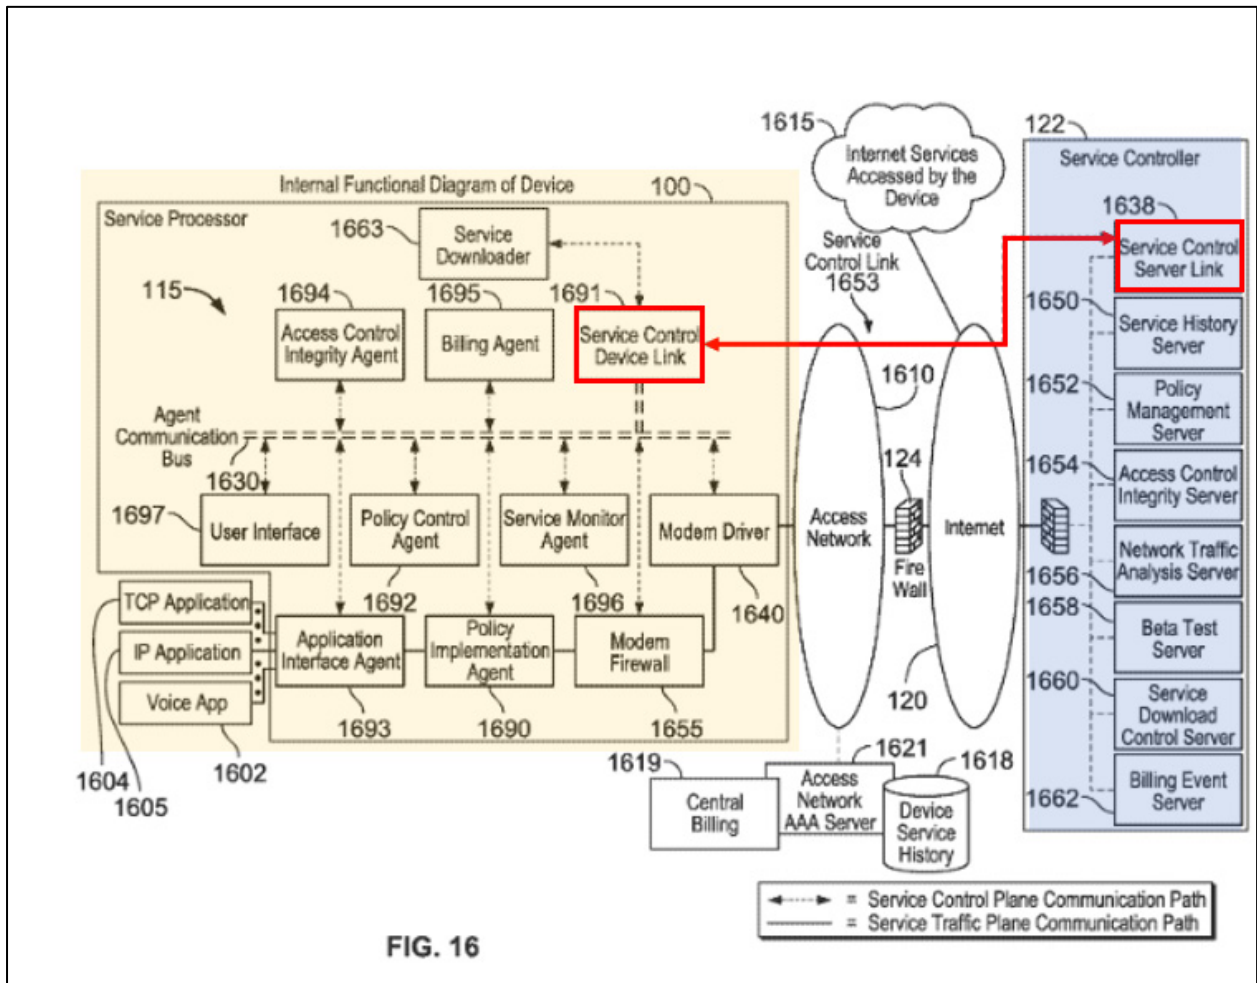 1615
Internet Services
Accessed by the
Device
122
Service Controller
Internal Functional Diagram of Device
100
Service Processor
1663
Service
Downloader
Service
Control Link
1653
1638
Service Control
Server Link
115
1694
Access Control
Integrity Agent
1695
Billing Agent
1691
Service Control
Device Link
1650
Service History
Server
1610
1652
Policy
Management
Server
Agent
Communication
Bus
1630
124
1654
Access Control
Integrity Server
1697
User Interface
Policy Control
Agent
Service Monitor
Agent
Modem Driver
Access
Network
Fire
Wall
Internet
1656
Network Traffic
Analysis Server
1692
1696
1640
1658
Beta Test
Server
TCP Application
1604
IP Application
1605
Voice App
1602
Application
Interface Agent
1693
Policy
Implementation
Agent
1690
Modem
Firewall
1655
120
1660
Service
Download
Control Server
1662
Billing Event
Server
1619
Central
Billing
1621
Access
Network
AAA Server
1618
Device
Service
History
= Service Control Plane Communication Path
= Service Traffic Plane Communication Path
FIG. 16